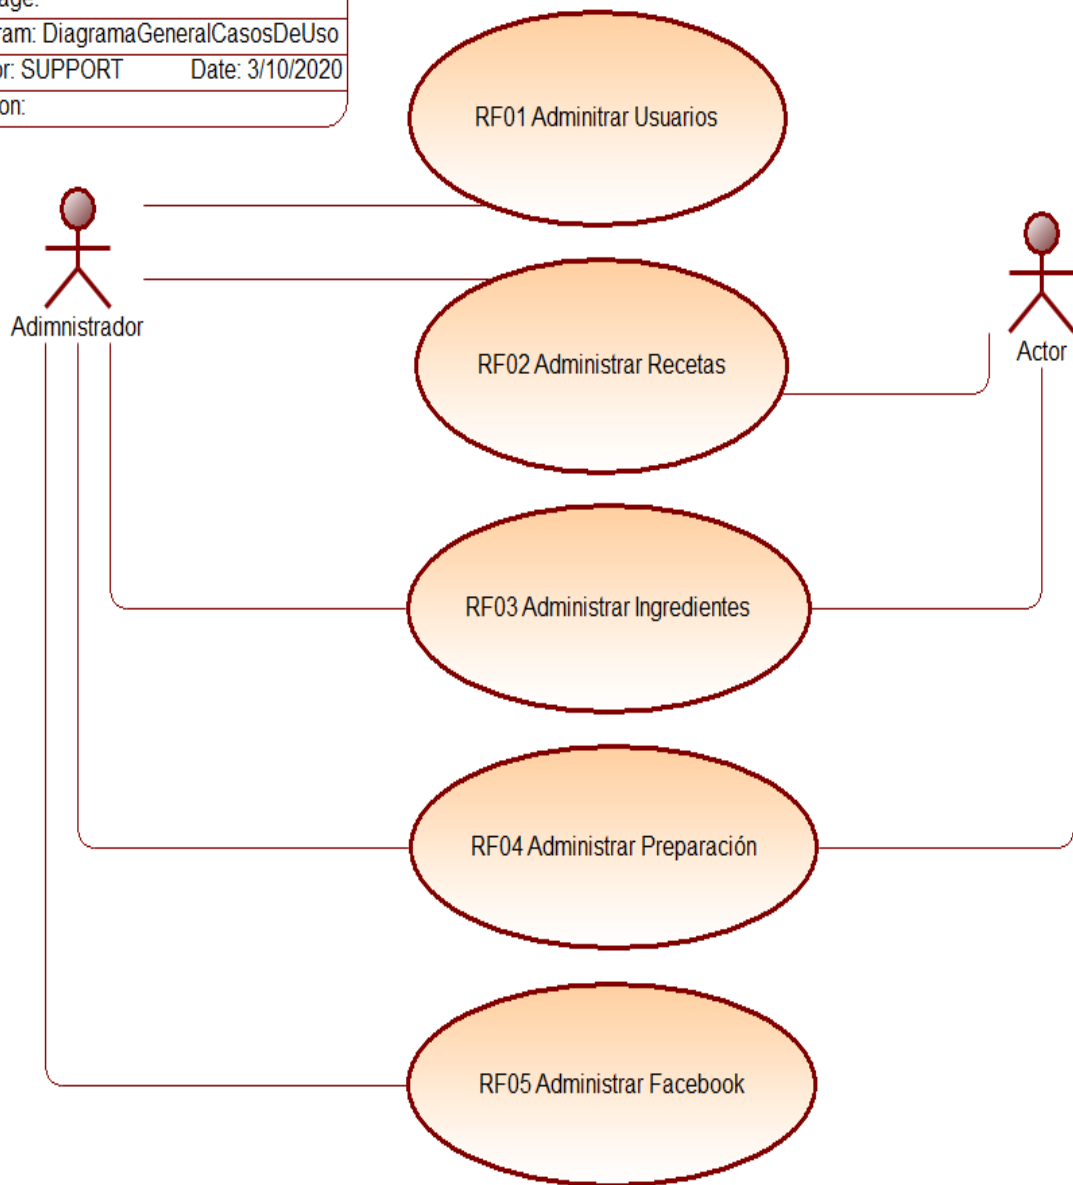 ram: DiagramaGeneralCasosDeUso
or: SUPPORT Date: 3/10/2020
on:
RF01 Adminitrar Usuarios
Adimnistrador
RF02 Administrar Recetas
Actor
RF03 Administrar Ingredientes
RF04 Administrar Preparación
RF05 Administrar Facebook